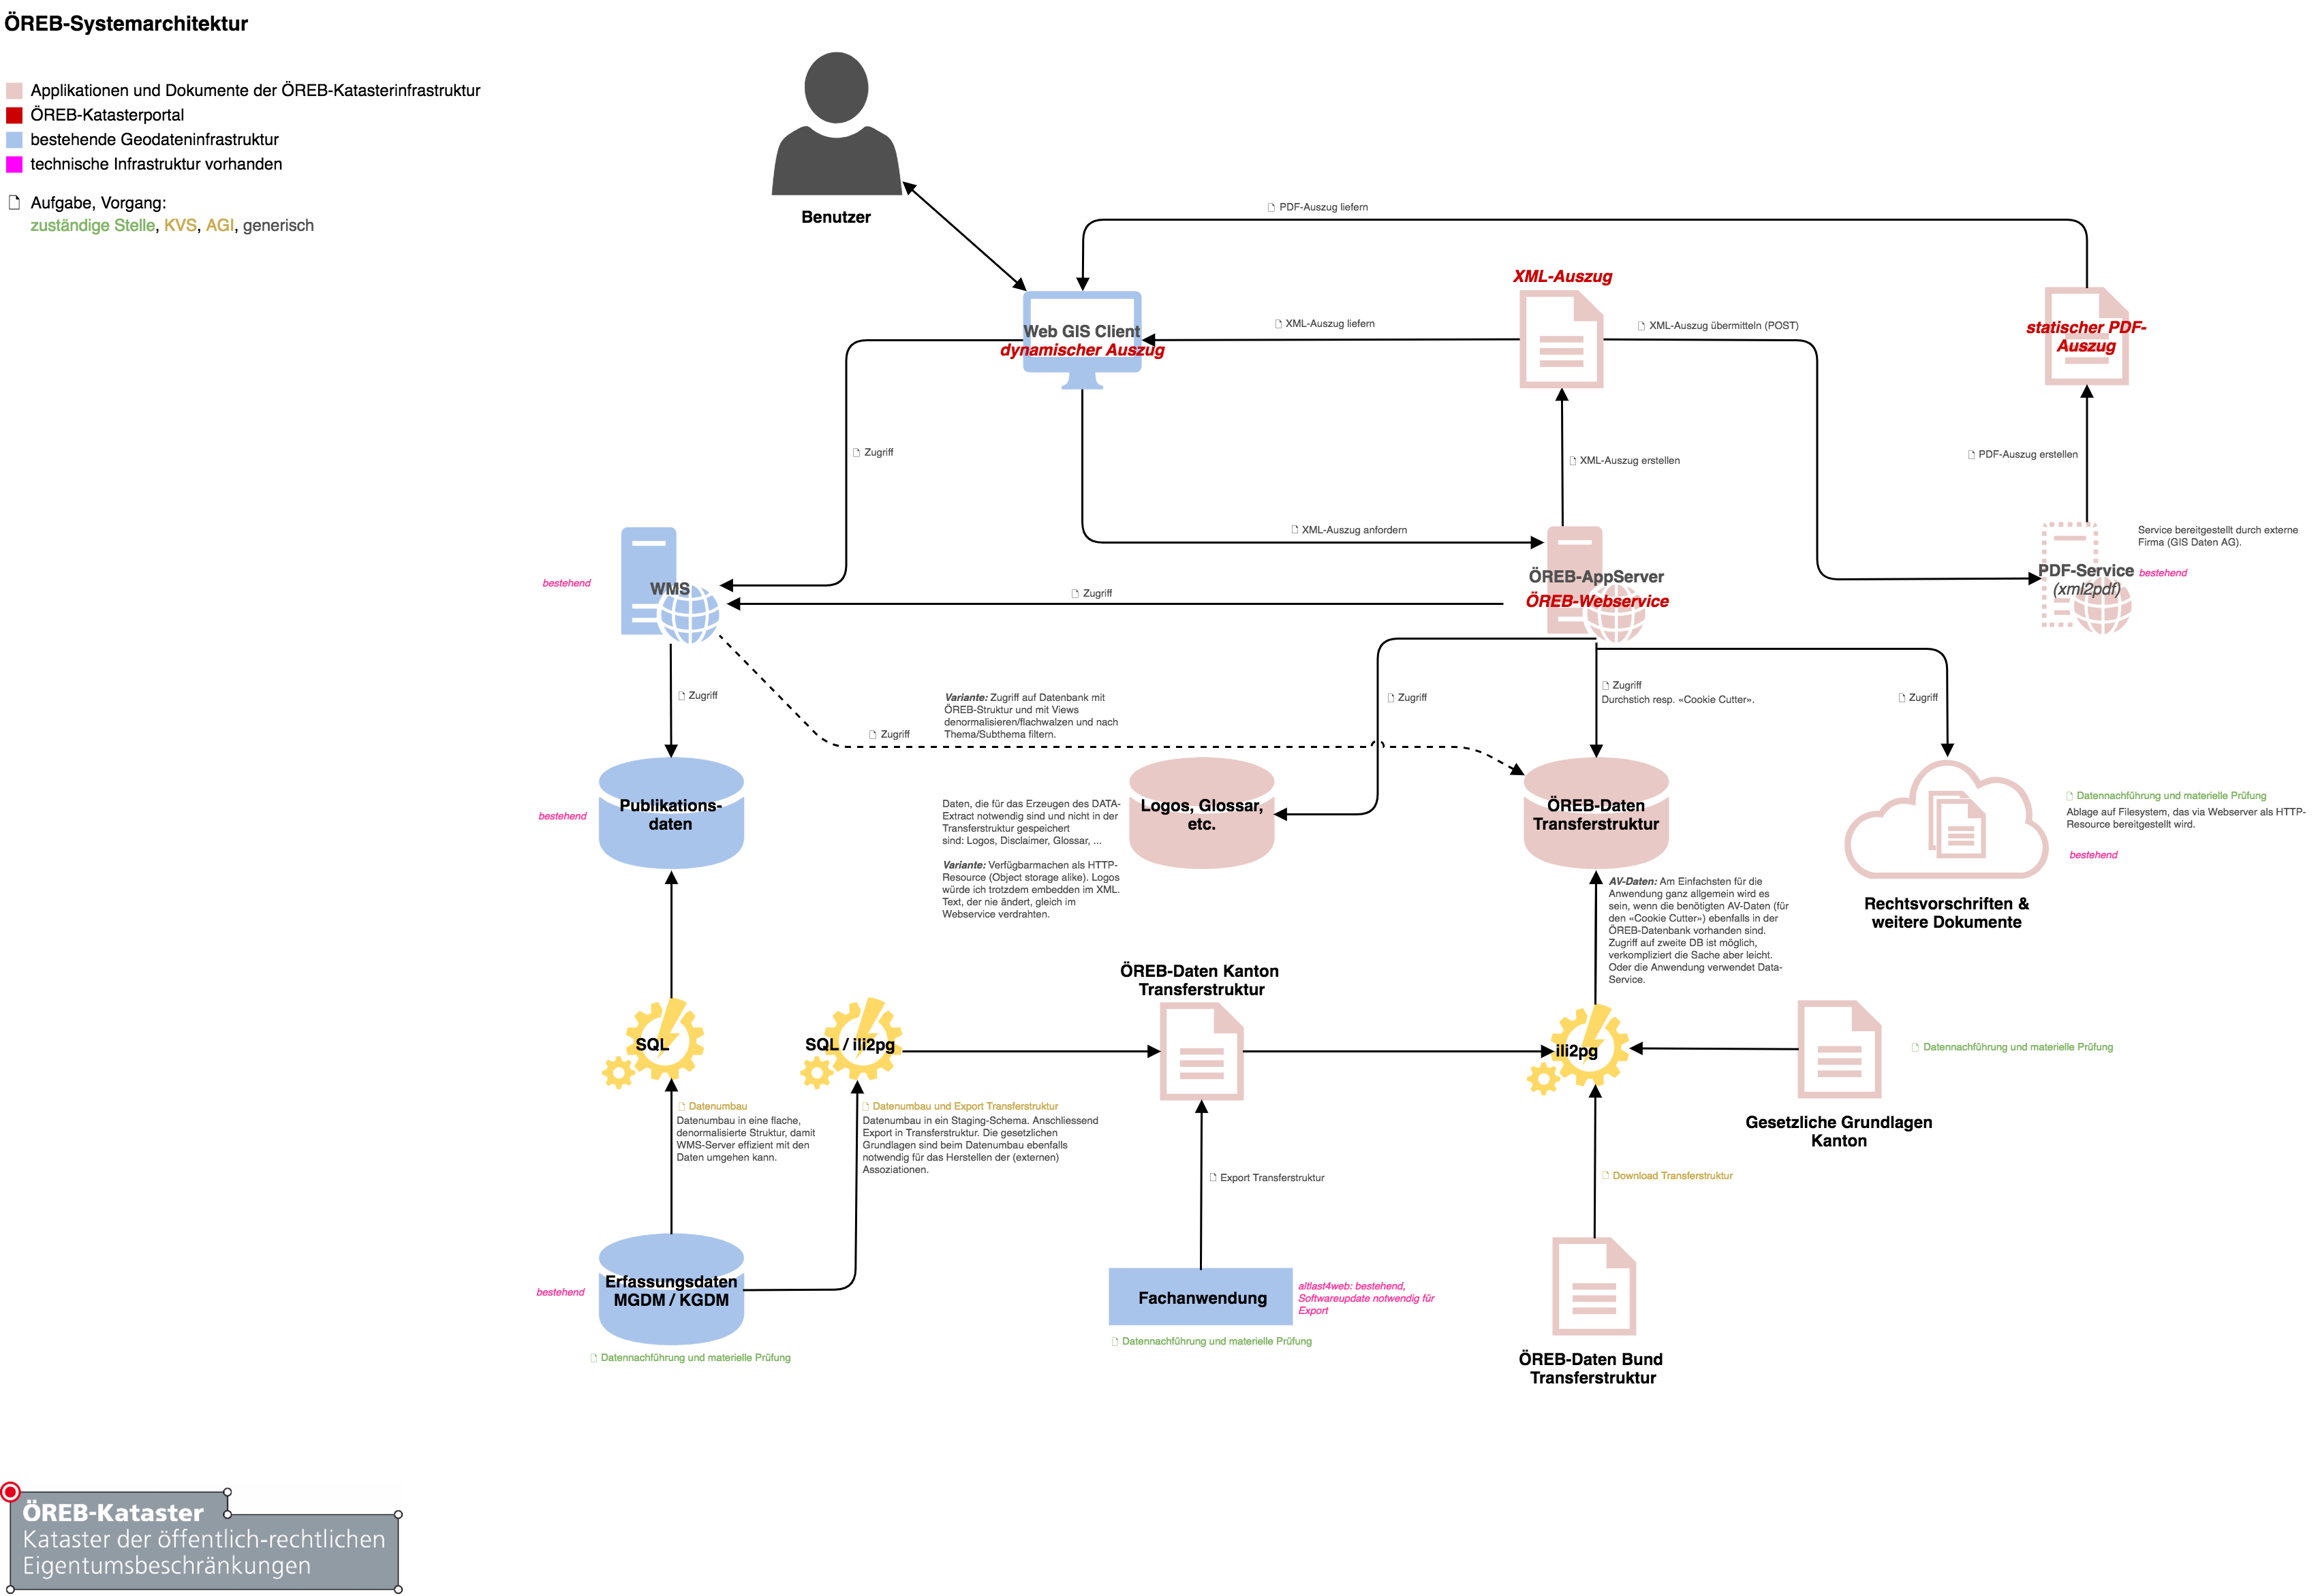 ÖREB-Systemarchitektur
Applikationen und Dokumente der ÖREB-Katasterinfrastruktur
ÖREB-Katasterportal
bestehende Geodateninfrastruktur
technische Infrastruktur vorhanden
Aufgabe, Vorgang:
zuständige Stelle, KVS, AGI, generisch
Benutzer
PDF-Auszug liefern
XML-Auszug
Web GIS Client
dynamischer Auszug
XML-Auszug liefern
XML-Auszug übermitteln (POST)
statischer PDF-
Auszug
Zugriff
XML-Auszug erstellen
PDF-Auszug erstellen
XML-Auszug anfordern
Service bereitgestellt durch externe
Firma (GIS Daten AG).
bestehend
WMS
Zugriff
ÖREB-AppServer
ÖREB-Webservice
PDF-Service
(xml2pdf)
bestehend
Zugriff
Variante: Zugriff auf Datenbank mit
ÖREB-Struktur und mit Views
denormalisieren/flachwalzen und nach
Thema/Subthema filtern.
Zugriff
Zugriff
Zugriff
Durchstich resp. «Cookie Cutter».
Zugriff
bestehend
Publikations-
daten
Daten, die für das Erzeugen des DATA-
Extract notwendig sind und nicht in der
Transferstruktur gespeichert
sind: Logos, Disclaimer, Glossar, ...
Variante: Verfügbarmachen als HTTP-
Resource (Object storage alike). Logos
würde ich trotzdem embedden im XML.
Text, der nie ändert, gleich im
Webservice verdrahten.
Logos, Glossar,
etc.
ÖREB-Daten
Transferstruktur
Datennachführung und materielle Prüfung
Ablage auf Filesystem, das via Webserver als HTTP-
Resource bereitgestellt wird.
bestehend
Rechtsvorschriften &
weitere Dokumente
AV-Daten: Am Einfachsten für die
Anwendung ganz allgemein wird es
sein, wenn die benötigten AV-Daten (für
den «Cookie Cutter») ebenfalls in der
ÖREB-Datenbank vorhanden sind.
Zugriff auf zweite DB ist möglich,
verkompliziert die Sache aber leicht.
Oder die Anwendung verwendet Data-
Service.
ÖREB-Daten Kanton
Transferstruktur
SQL
SQL / ili2pg
ili2pg
Datennachführung und materielle Prüfung
Gesetzliche Grundlagen
Kanton
Datenumbau
Datenumbau in eine flache,
denormalisierte Struktur, damit
WMS-Server effizient mit den
Daten umgehen kann.
Datenumbau und Export Transferstruktur
Datenumbau in ein Staging-Schema. Anschliessend
Export in Transferstruktur. Die gesetzlichen
Grundlagen sind beim Datenumbau ebenfalls
notwendig für das Herstellen der (externen)
Assoziationen.
Export Transferstruktur
Download Transferstruktur
bestehend
Erfassungsdaten
MGDM / KGDM
Datennachführung und materielle Prüfung
Fachanwendung
altlast4web: bestehend,
Softwareupdate notwendig für
Export
Datennachführung und materielle Prüfung
ÖREB-Daten Bund
Transferstruktur
ÖREB-Kataster
Kataster der öffentlich-rechtlichen
Eigentumsbeschränkungen